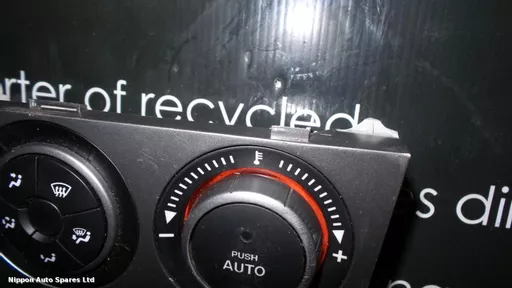 rter of recycled
s di
PUSH
AUTO
- +
Nippon Auto Spares Ltd